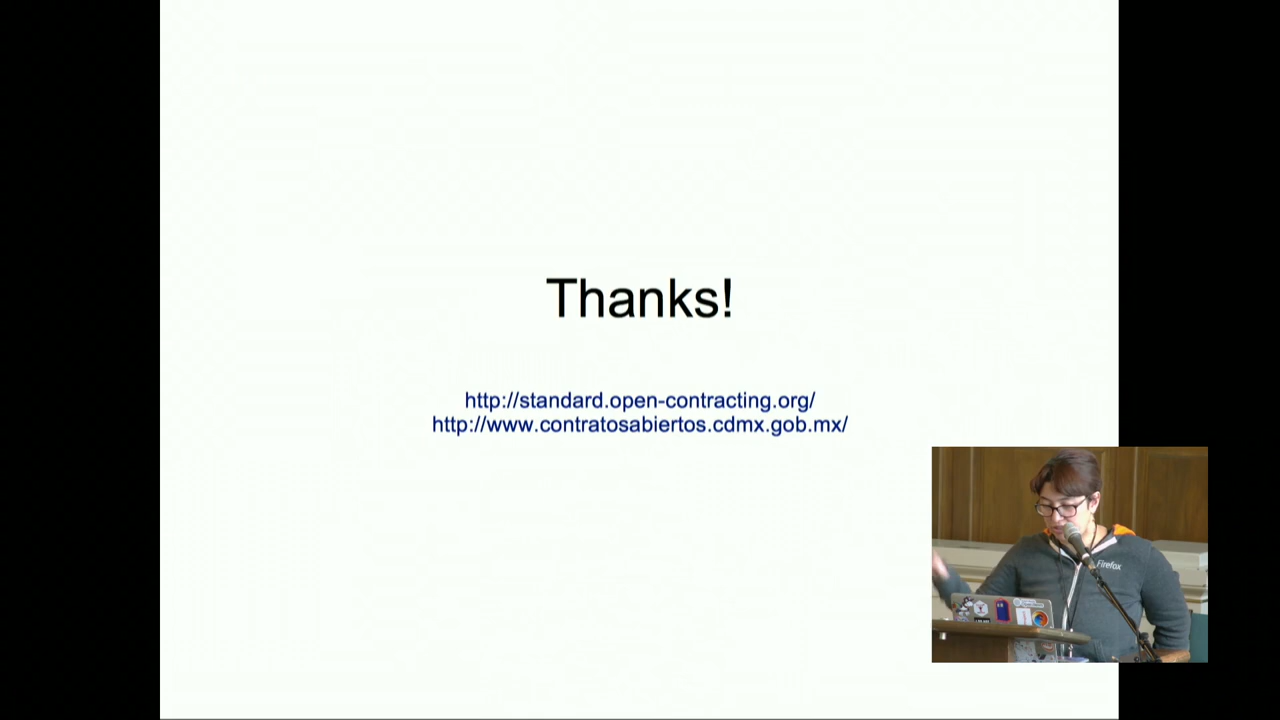 Thanks!
http://standard.open-contracting.org/
http://www.contratosabiertos.cdmx.gob.mx/
Firefox